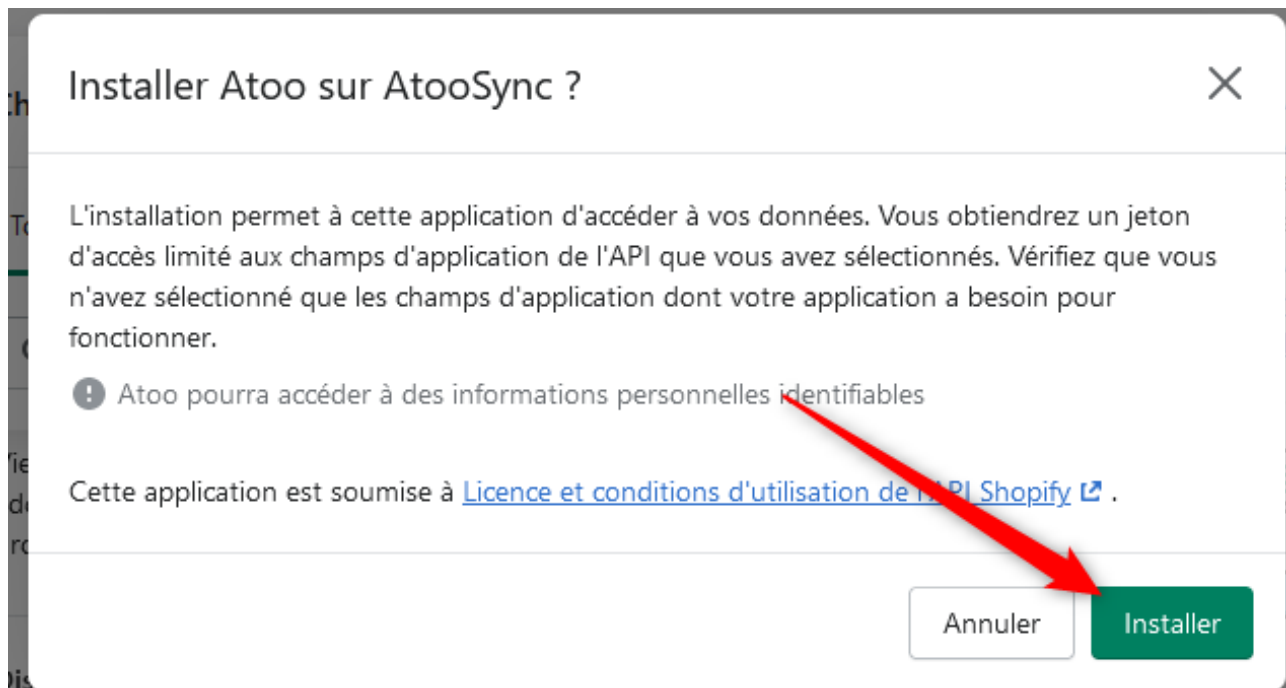 Installer Atoo sur AtooSync ?
L'installation permet à cette application d'accéder à vos données. Vous obtiendrez un jeton
d'accès limité aux champs d'application de l'API que vous avez sélectionnés. Vérifiez que vous
n'avez sélectionné que les champs d'application dont votre application a besoin pour
fonctionner.
Atoo pourra accéder à des informations personnelles identifiables
Cette application est soumise à Licence et conditions d'utilisation de l'API Shopify .
Annuler
Installer